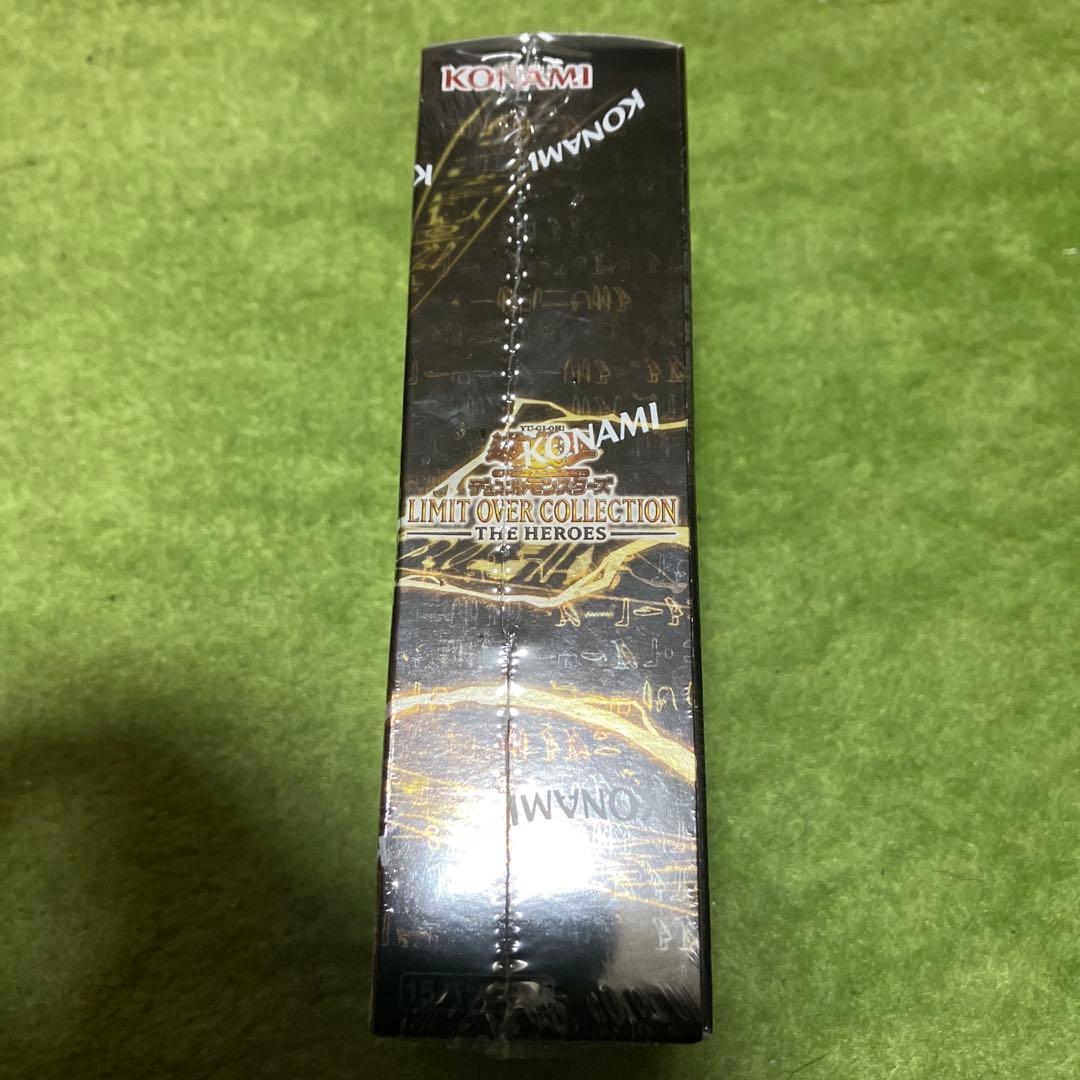 KONAMI
KONAMI
K
YU-GI-OH!
KONAMI
デュエルモンスターズ
LIMIT OVER COLLECTION
THE HEROES
KONAMI